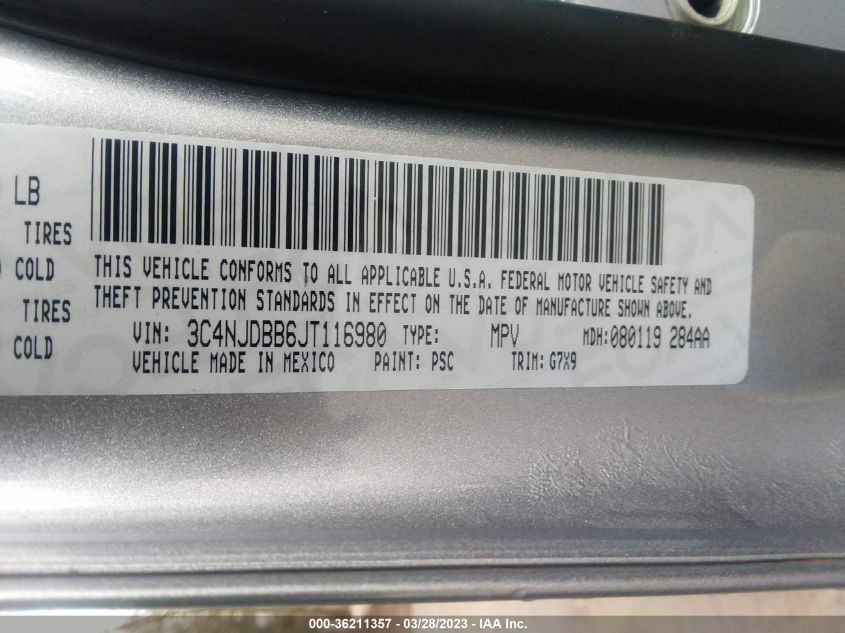 LB
TIRES
COLD
TIRES
COLD
THIS VEHICLE CONFORMS TO ALL APPLICABLE U.S.A. FEDERAL MOTOR VEHICLE SAFETY AND
THEFT PREVENTION STANDARDS IN EFFECT ON THE DATE OF MANUFACTURE SHOWN ABOVE.
VIN: 3C4NJDBB6JT116980 TYPE: MPV MDH:080119 284AA
VEHICLE MADE IN MEXICO PAINT: PSC TRIM: G7X9
000-36211357 - 03/28/2023 - IAA Inc.